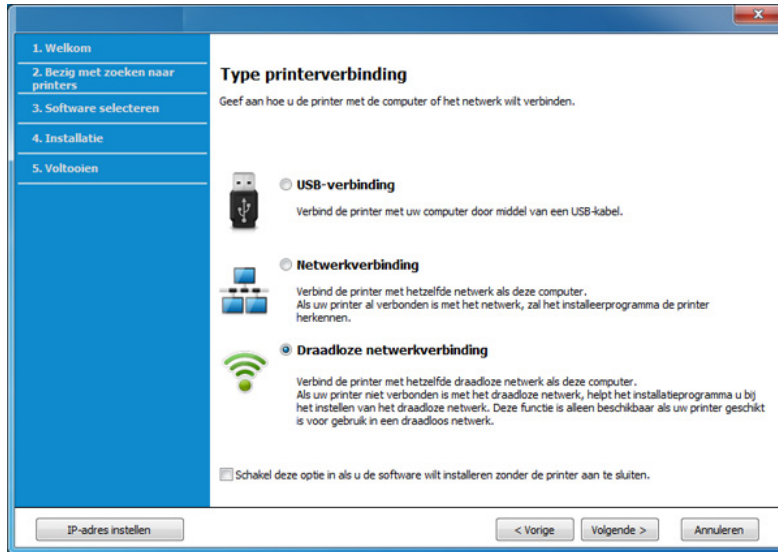 1. Welkom
2. Bezig met zoeken naar
printers
3. Software selecteren
4. Installatie
5. Voltooien
Type printerverbinding
Geef aan hoe u de printer met de computer of het netwerk wilt verbinden.
USB-verbinding
Verbind de printer met uw computer door middel van een USB-kabel.
Netwerkverbinding
Verbind de printer met hetzelfde netwerk als deze computer.
Als uw printer al verbonden is met het netwerk, zal het installeerprogramma de printer
herkennen.
Draadloze netwerkverbinding
Verbind de printer met hetzelfde draadloze netwerk als deze computer.
Als uw printer niet verbonden is met het draadloze netwerk, helpt het installatieprogramma u bij
het instellen van het draadloze netwerk. Deze functie is alleen beschikbaar als uw printer geschikt
is voor gebruik in een draadloos netwerk.
Schakel deze optie in als u de software wilt installeren zonder de printer aan te sluiten.
IP-adres instellen
< Vorige
Volgende >
Annuleren